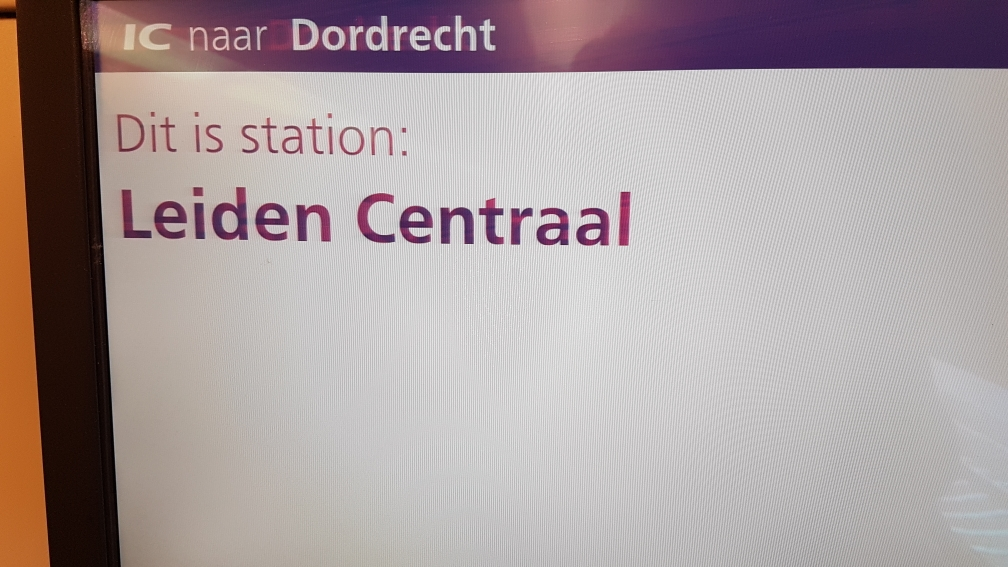 IC naar Dordrecht
Dit is station:
Leiden Centraal